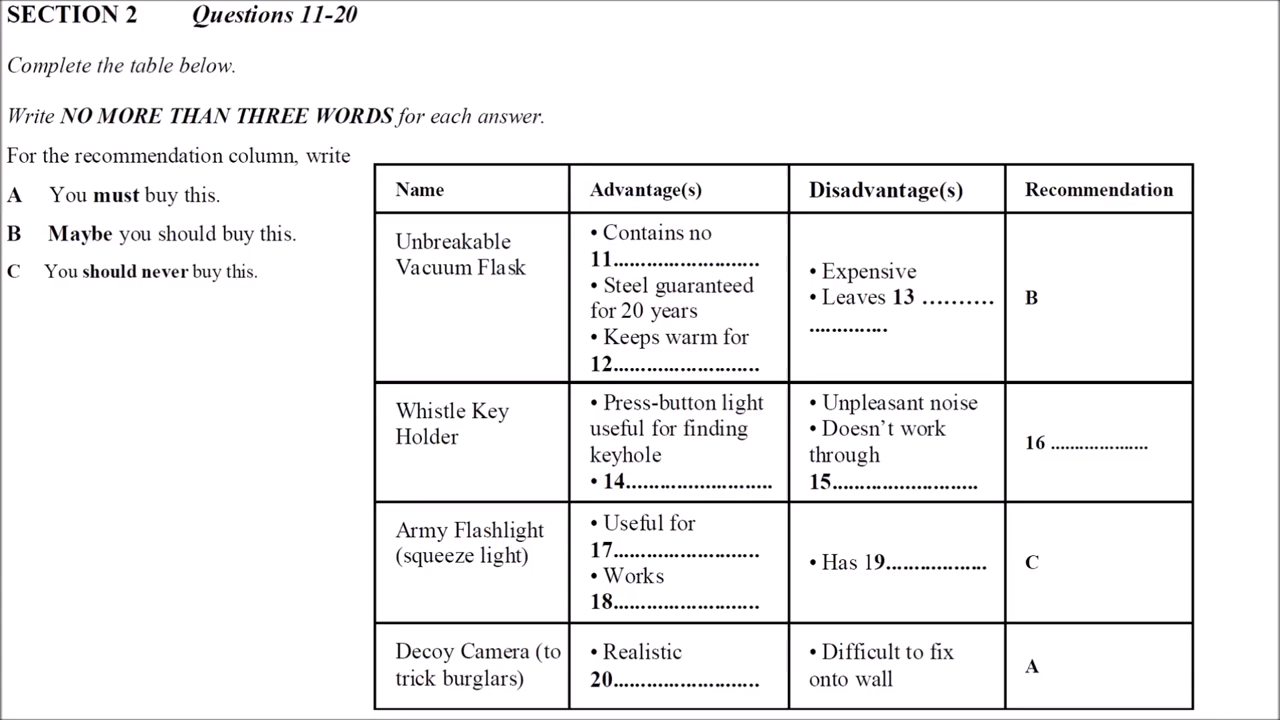 SECTION 2 Questions 11-20
Complete the table below.
Write NO MORE THAN THREE WORDS for each answer.
For the recommendation column, write
A You must buy this.
B Maybe you should buy this.
C You should never buy this.
Name Advantage(s) Disadvantage(s) Recommendation
Unbreakable
Vacuum Flask
• Contains no
11...........................
• Steel guaranteed
for 20 years
• Keeps warm for
12...........................
• Expensive
• Leaves 13 ..........
..............
B
Whistle Key
Holder
• Press-button light
useful for finding
keyhole
• 14...........................
• Unpleasant noise
• Doesn't work
through
15...........................
16 .....................
Army Flashlight
(squeeze light)
• Useful for
17...........................
• Works
18...........................
• Has 19...................
C
Decoy Camera (to
trick burglars)
• Realistic
20...........................
• Difficult to fix
onto wall
A